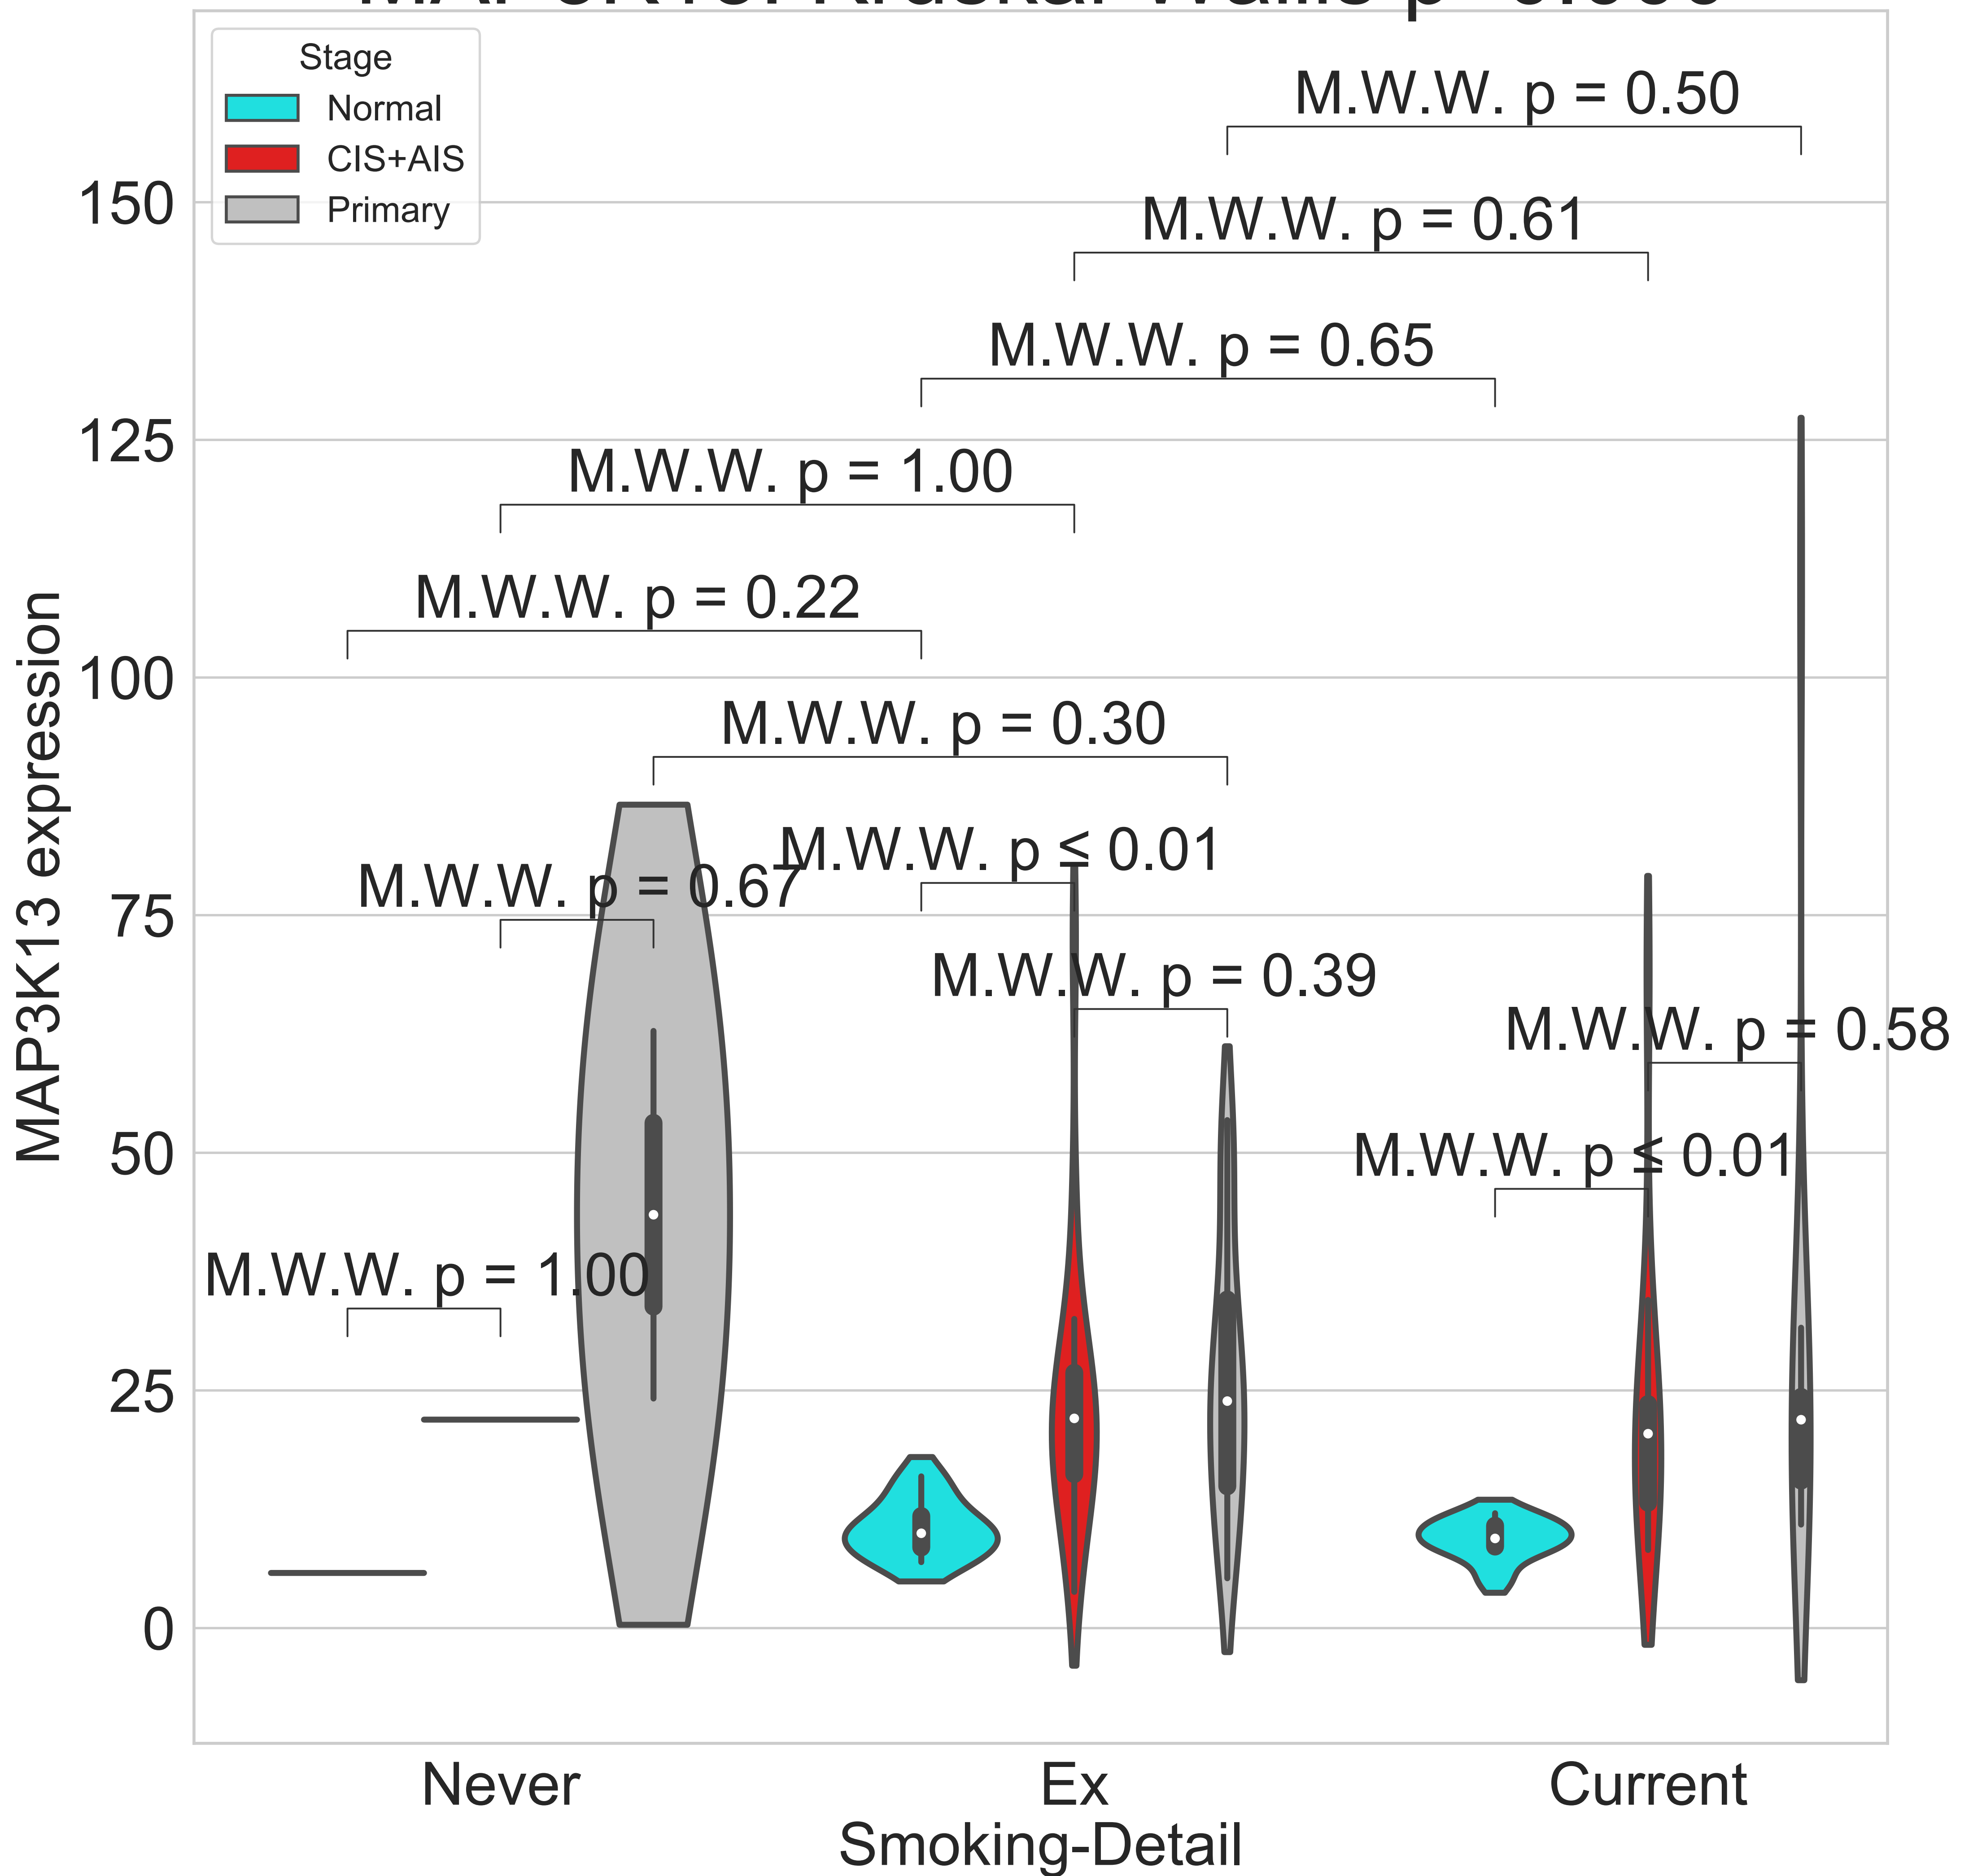 Stage
Normal
CIS+AIS
Primary
M.W.W. p = 0.50
150
M.W.W. p = 0.61
M.W.W. p = 0.65
125
M.W.W. p = 1.00
M.W.W. p = 0.22
100
M.W.W. p = 0.30
M.W.W. p ≤ 0.01
M.W.W. p = 0.67
75
M.W.W. p = 0.39
M.W.W. p = 0.58
50
M.W.W. p ≤ 0.01
M.W.W. p = 1.00
25
0
MAP3K13 expression
Never
Ex
Current
Smoking-Detail